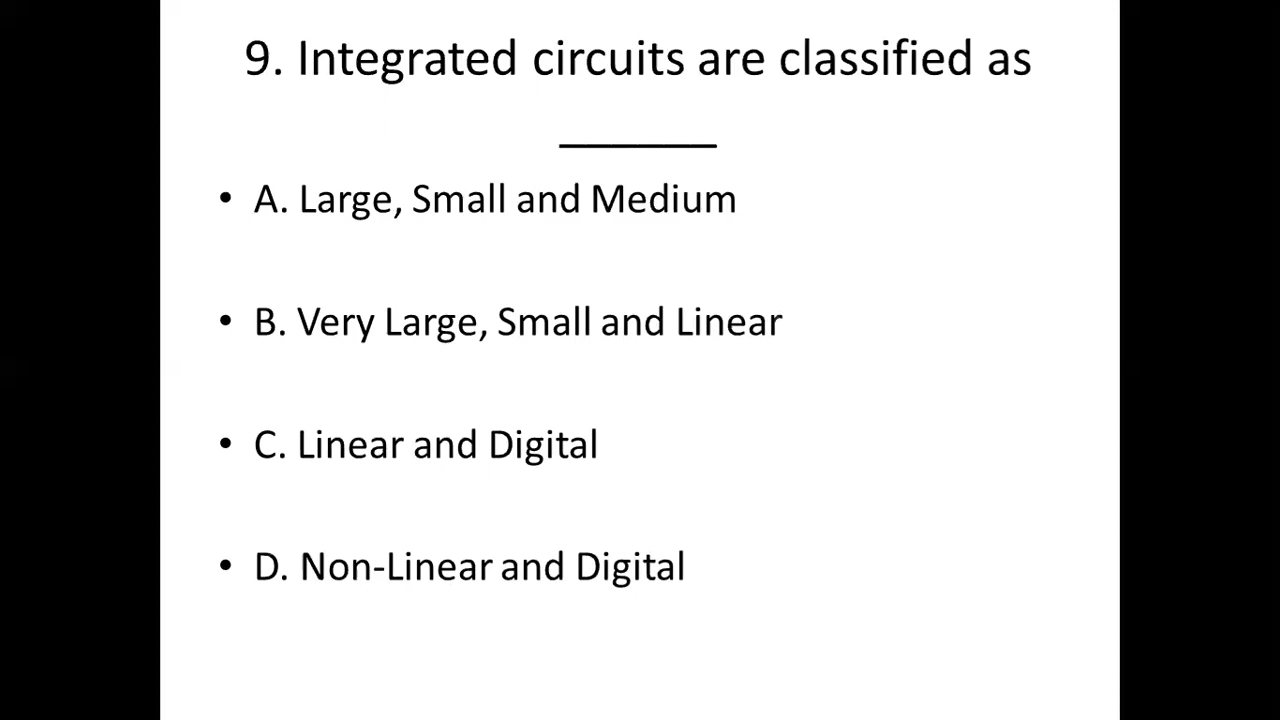 9. Integrated circuits are classified as
______
• A. Large, Small and Medium
• B. Very Large, Small and Linear
• C. Linear and Digital
• D. Non-Linear and Digital